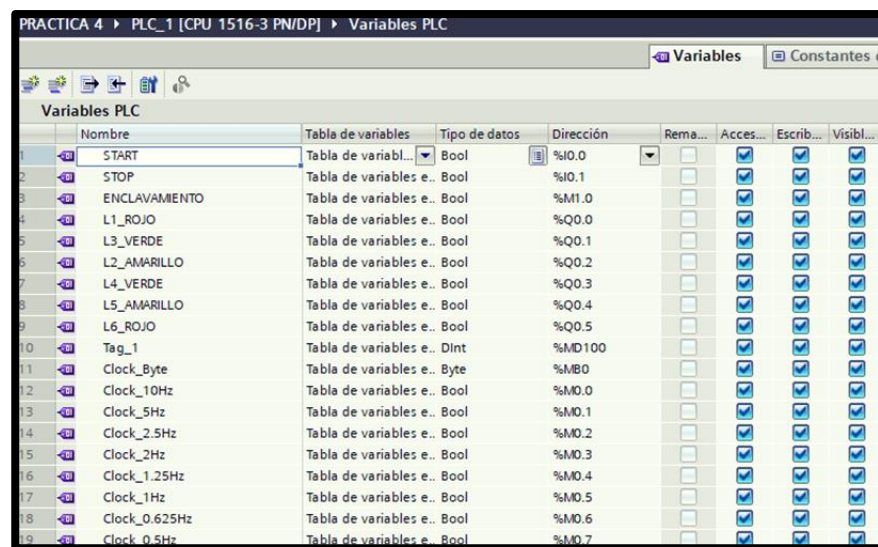 PRACTICA 4 ▸ PLC_1 [CPU 1516-3 PN/DP] ▸ Variables PLC
Variables Constantes
Variables PLC
Nombre Tabla de variables Tipo de datos Dirección Rema... Acces... Escrib... Visibl...
1 START Tabla de variabl... Bool %I0.0
2 STOP Tabla de variables e.. Bool %I0.1
3 ENCLAVAMIENTO Tabla de variables e.. Bool %M1.0
4 L1_ROJO Tabla de variables e.. Bool %Q0.0
5 L3_VERDE Tabla de variables e.. Bool %Q0.1
6 L2_AMARILLO Tabla de variables e.. Bool %Q0.2
7 L4_VERDE Tabla de variables e.. Bool %Q0.3
8 L5_AMARILLO Tabla de variables e.. Bool %Q0.4
9 L6_ROJO Tabla de variables e.. Bool %Q0.5
10 Tag_1 Tabla de variables e.. DInt %MD100
11 Clock_Byte Tabla de variables e.. Byte %MB0
12 Clock_10Hz Tabla de variables e.. Bool %M0.0
13 Clock_5Hz Tabla de variables e.. Bool %M0.1
14 Clock_2.5Hz Tabla de variables e.. Bool %M0.2
15 Clock_2Hz Tabla de variables e.. Bool %M0.3
16 Clock_1.25Hz Tabla de variables e.. Bool %M0.4
17 Clock_1Hz Tabla de variables e.. Bool %M0.5
18 Clock_0.625Hz Tabla de variables e.. Bool %M0.6
19 Clock_0.5Hz Tabla de variables e.. Bool %M0.7